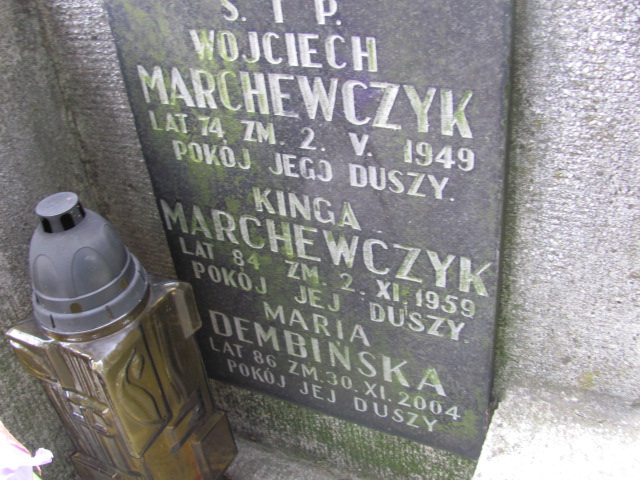 Ś. † P.
WOJCIECH
MARCHEWCZYK
LAT 74. ZM. 2. V. 1949
POKÓJ JEGO DUSZY.
KINGA
MARCHEWCZYK
LAT 84 ZM. 2. XI. 1959
POKÓJ JEJ DUSZY.
MARIA
DEMBIŃSKA
LAT 86 ZM. 30. XI. 2004
POKÓJ JEJ DUSZY